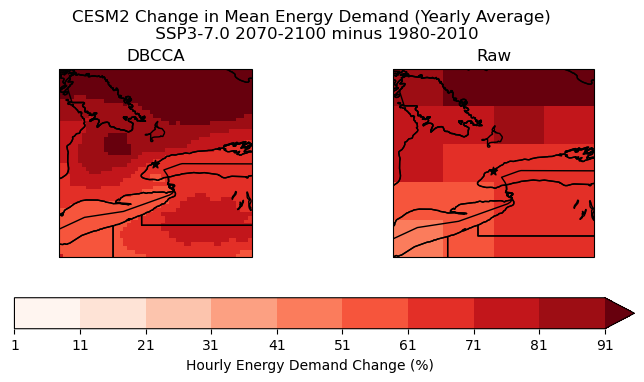 CESM2 Change in Mean Energy Demand (Yearly Average)
SSP3-7.0 2070-2100 minus 1980-2010
DBCCA Raw
1 11 21 31 41 51 61 71 81 91
Hourly Energy Demand Change (%)